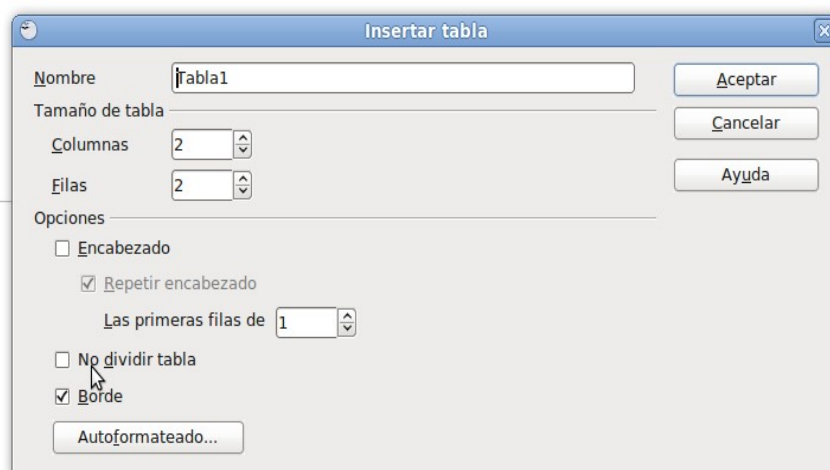 Insertar tabla
Nombre Tabla1 Aceptar
Tamaño de tabla
Columnas 2 Cancelar
Filas 2 Ayuda
Opciones
Encabezado
Repetir encabezado
Las primeras filas de 1
No dividir tabla
Borde
Autoformateado...